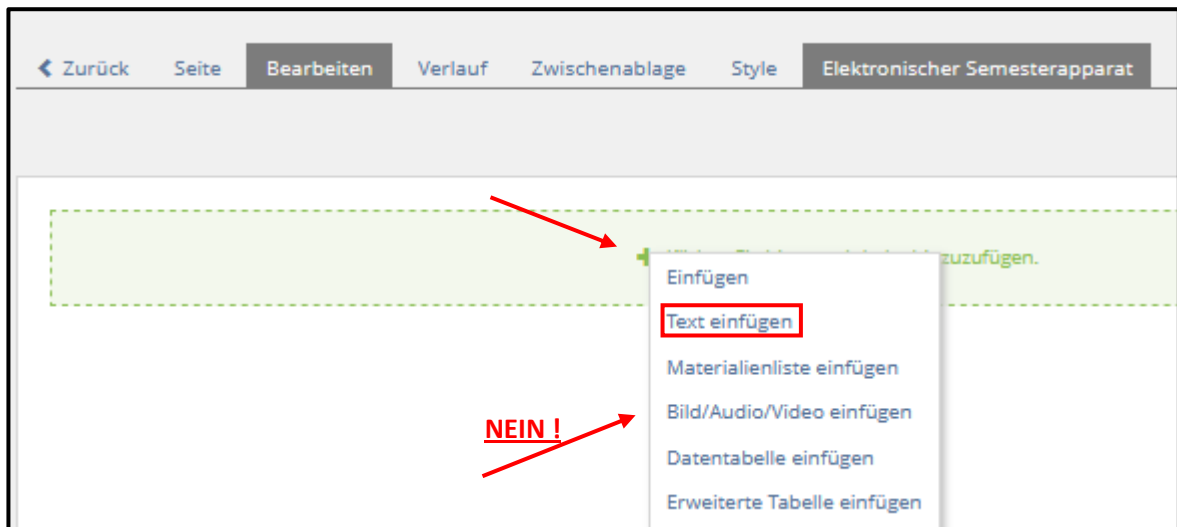 Zurück Seite Bearbeiten Verlauf Zwischenablage Style Elektronischer Semesterapparat
zuzufügen.
Einfügen
Text einfügen
Materialienliste einfügen
Bild/Audio/Video einfügen
NEIN !
Datentabelle einfügen
Erweiterte Tabelle einfügen